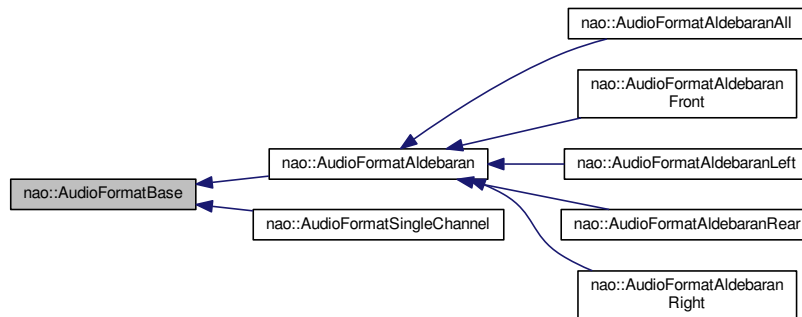 nao::AudioFormatAldebaranAll
nao::AudioFormatAldebaran
Front
nao::AudioFormatAldebaran
nao::AudioFormatAldebaranLeft
nao::AudioFormatBase
nao::AudioFormatSingleChannel
nao::AudioFormatAldebaranRear
nao::AudioFormatAldebaran
Right